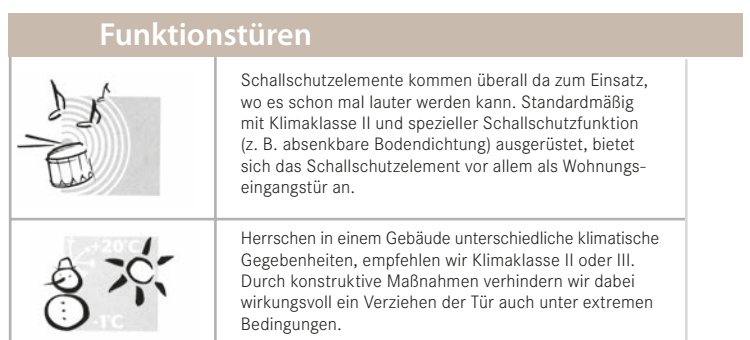 Funktionstüren
Schallschutzelemente kommen überall da zum Einsatz,
wo es schon mal lauter werden kann. Standardmäßig
mit Klimaklasse II und spezieller Schallschutzfunktion
(z. B. absenkbare Bodendichtung) ausgerüstet, bietet
sich das Schallschutzelement vor allem als Wohnungs-
eingangstür an.
+20°C
-1°C
Herrschen in einem Gebäude unterschiedliche klimatische
Gegebenheiten, empfehlen wir Klimaklasse II oder III.
Durch konstruktive Maßnahmen verhindern wir dabei
wirkungsvoll ein Verziehen der Tür auch unter extremen
Bedingungen.